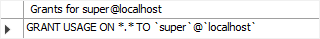 Grants for super@localhost
GRANT USAGE ON *.* TO `super`@`localhost`